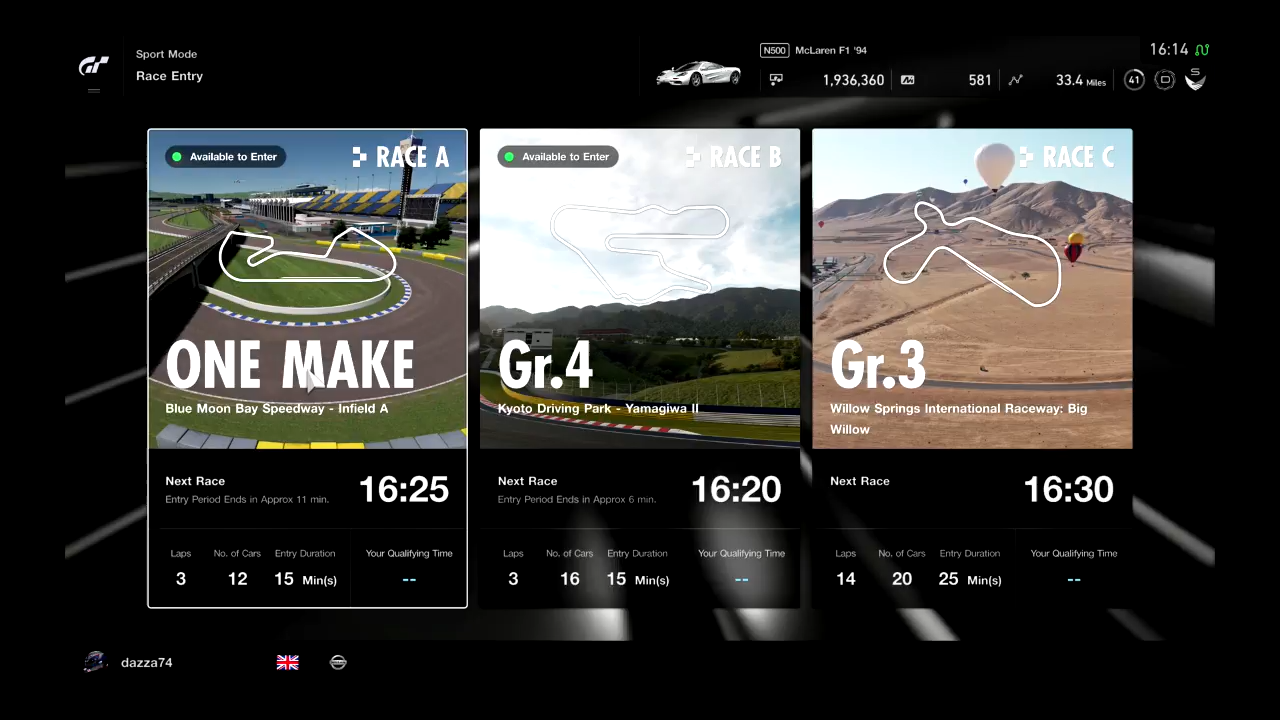 Sport Mode
Race Entry
N500 McLaren F1 '94
1,936,360
581
33.4 Miles
16:14
41
D
S
Available to Enter
RACE A
ONE MAKE
Blue Moon Bay Speedway - Infield A
Next Race
Entry Period Ends in Approx 11 min.
16:25
Laps No. of Cars Entry Duration Your Qualifying Time
3 12 15 Min(s) --
Available to Enter
RACE B
Gr.4
Kyoto Driving Park - Yamagiwa II
Next Race
Entry Period Ends in Approx 6 min.
16:20
Laps No. of Cars Entry Duration Your Qualifying Time
3 16 15 Min(s) --
RACE C
Gr.3
Willow Springs International Raceway: Big
Willow
Next Race
16:30
Laps No. of Cars Entry Duration Your Qualifying Time
14 20 25 Min(s) --
dazza74